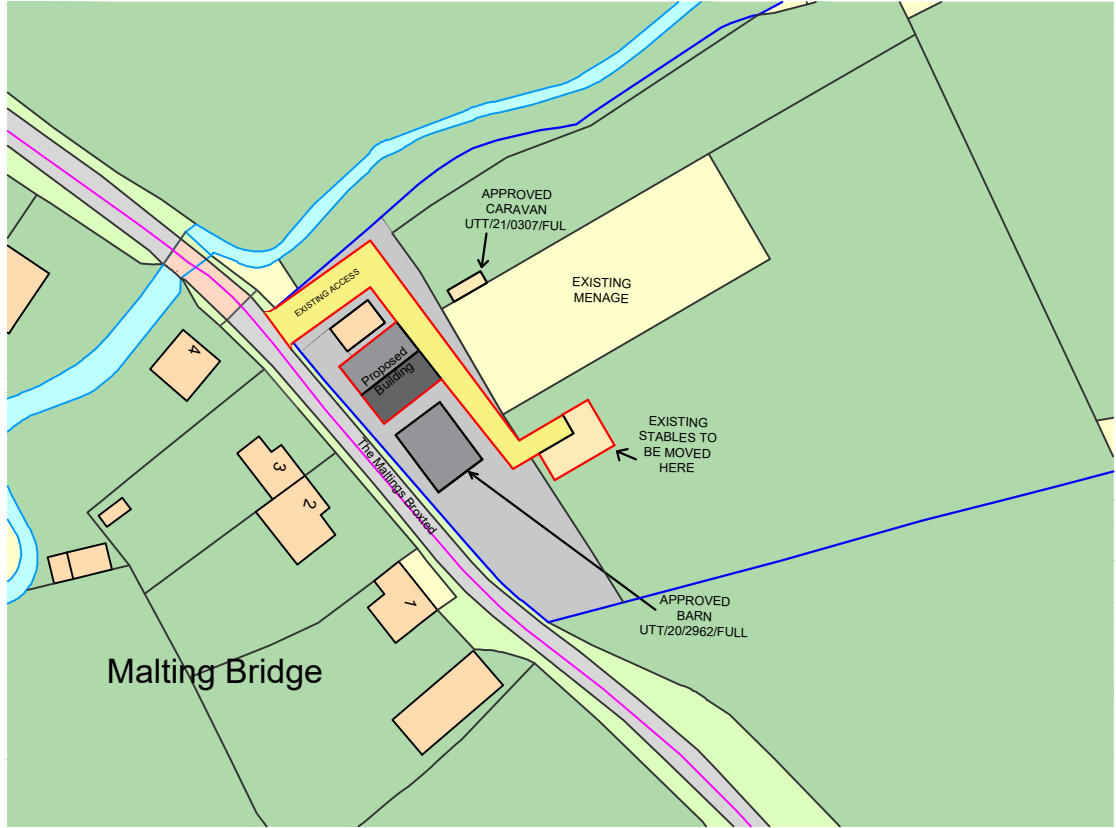 APPROVED
CARAVAN
UTT/21/0307/FUL
EXISTING ACCESS
EXISTING
MENAGE
Proposed
Building
4
3
2
1
The Maltings Broxted
EXISTING
STABLES TO
BE MOVED
HERE
APPROVED
BARN
UTT/20/2962/FULL
Malting Bridge